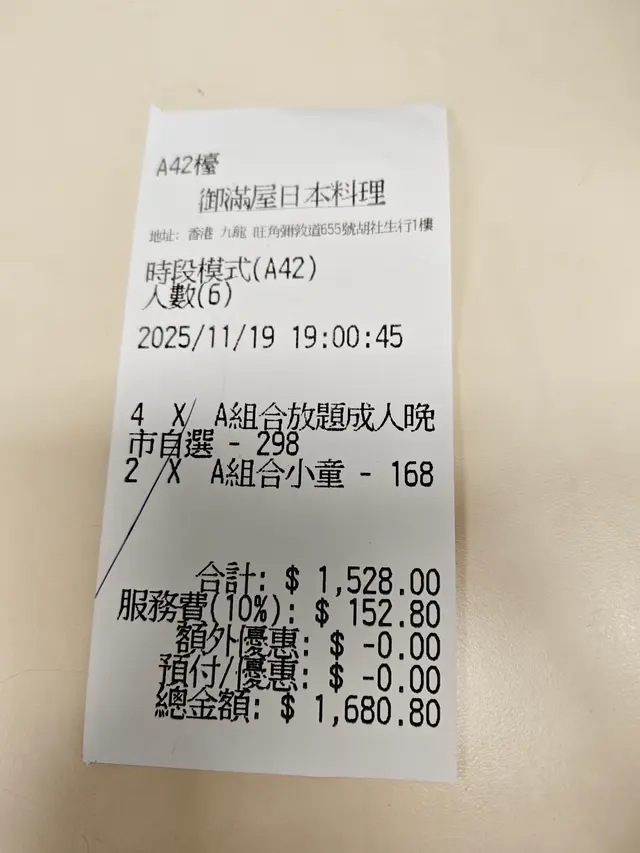 A42檯
御滿屋日本料理
地址: 香港 九龍 旺角彌敦道655號胡社生行1樓
時段模式(A42)
人數(6)
2025/11/19 19:00:45
4 X A組合放題成人晚
市自選 - 298
2 X A組合小童 - 168
合計: $ 1,528.00
服務費(10%): $ 152.80
額外優惠: $ -0.00
預付/優惠: $ -0.00
總金額: $ 1,680.80